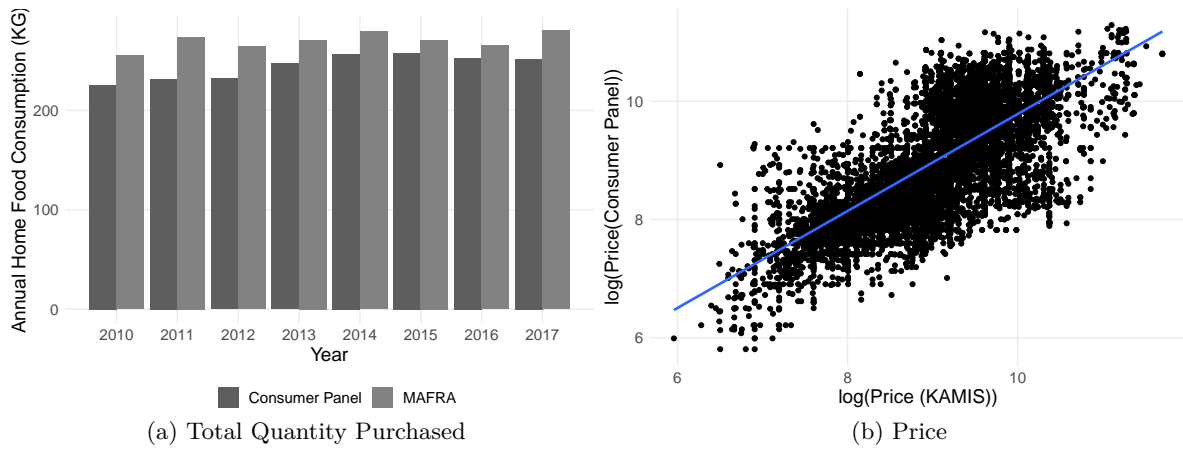 Annual Home Food Consumption (KG)
200
100
0
2010 2011 2012 2013 2014 2015 2016 2017
Year
Consumer Panel MAFRA
(a) Total Quantity Purchased
log(Price(Consumer Panel))
10
8
6
6 8 10
log(Price (KAMIS))
(b) Price